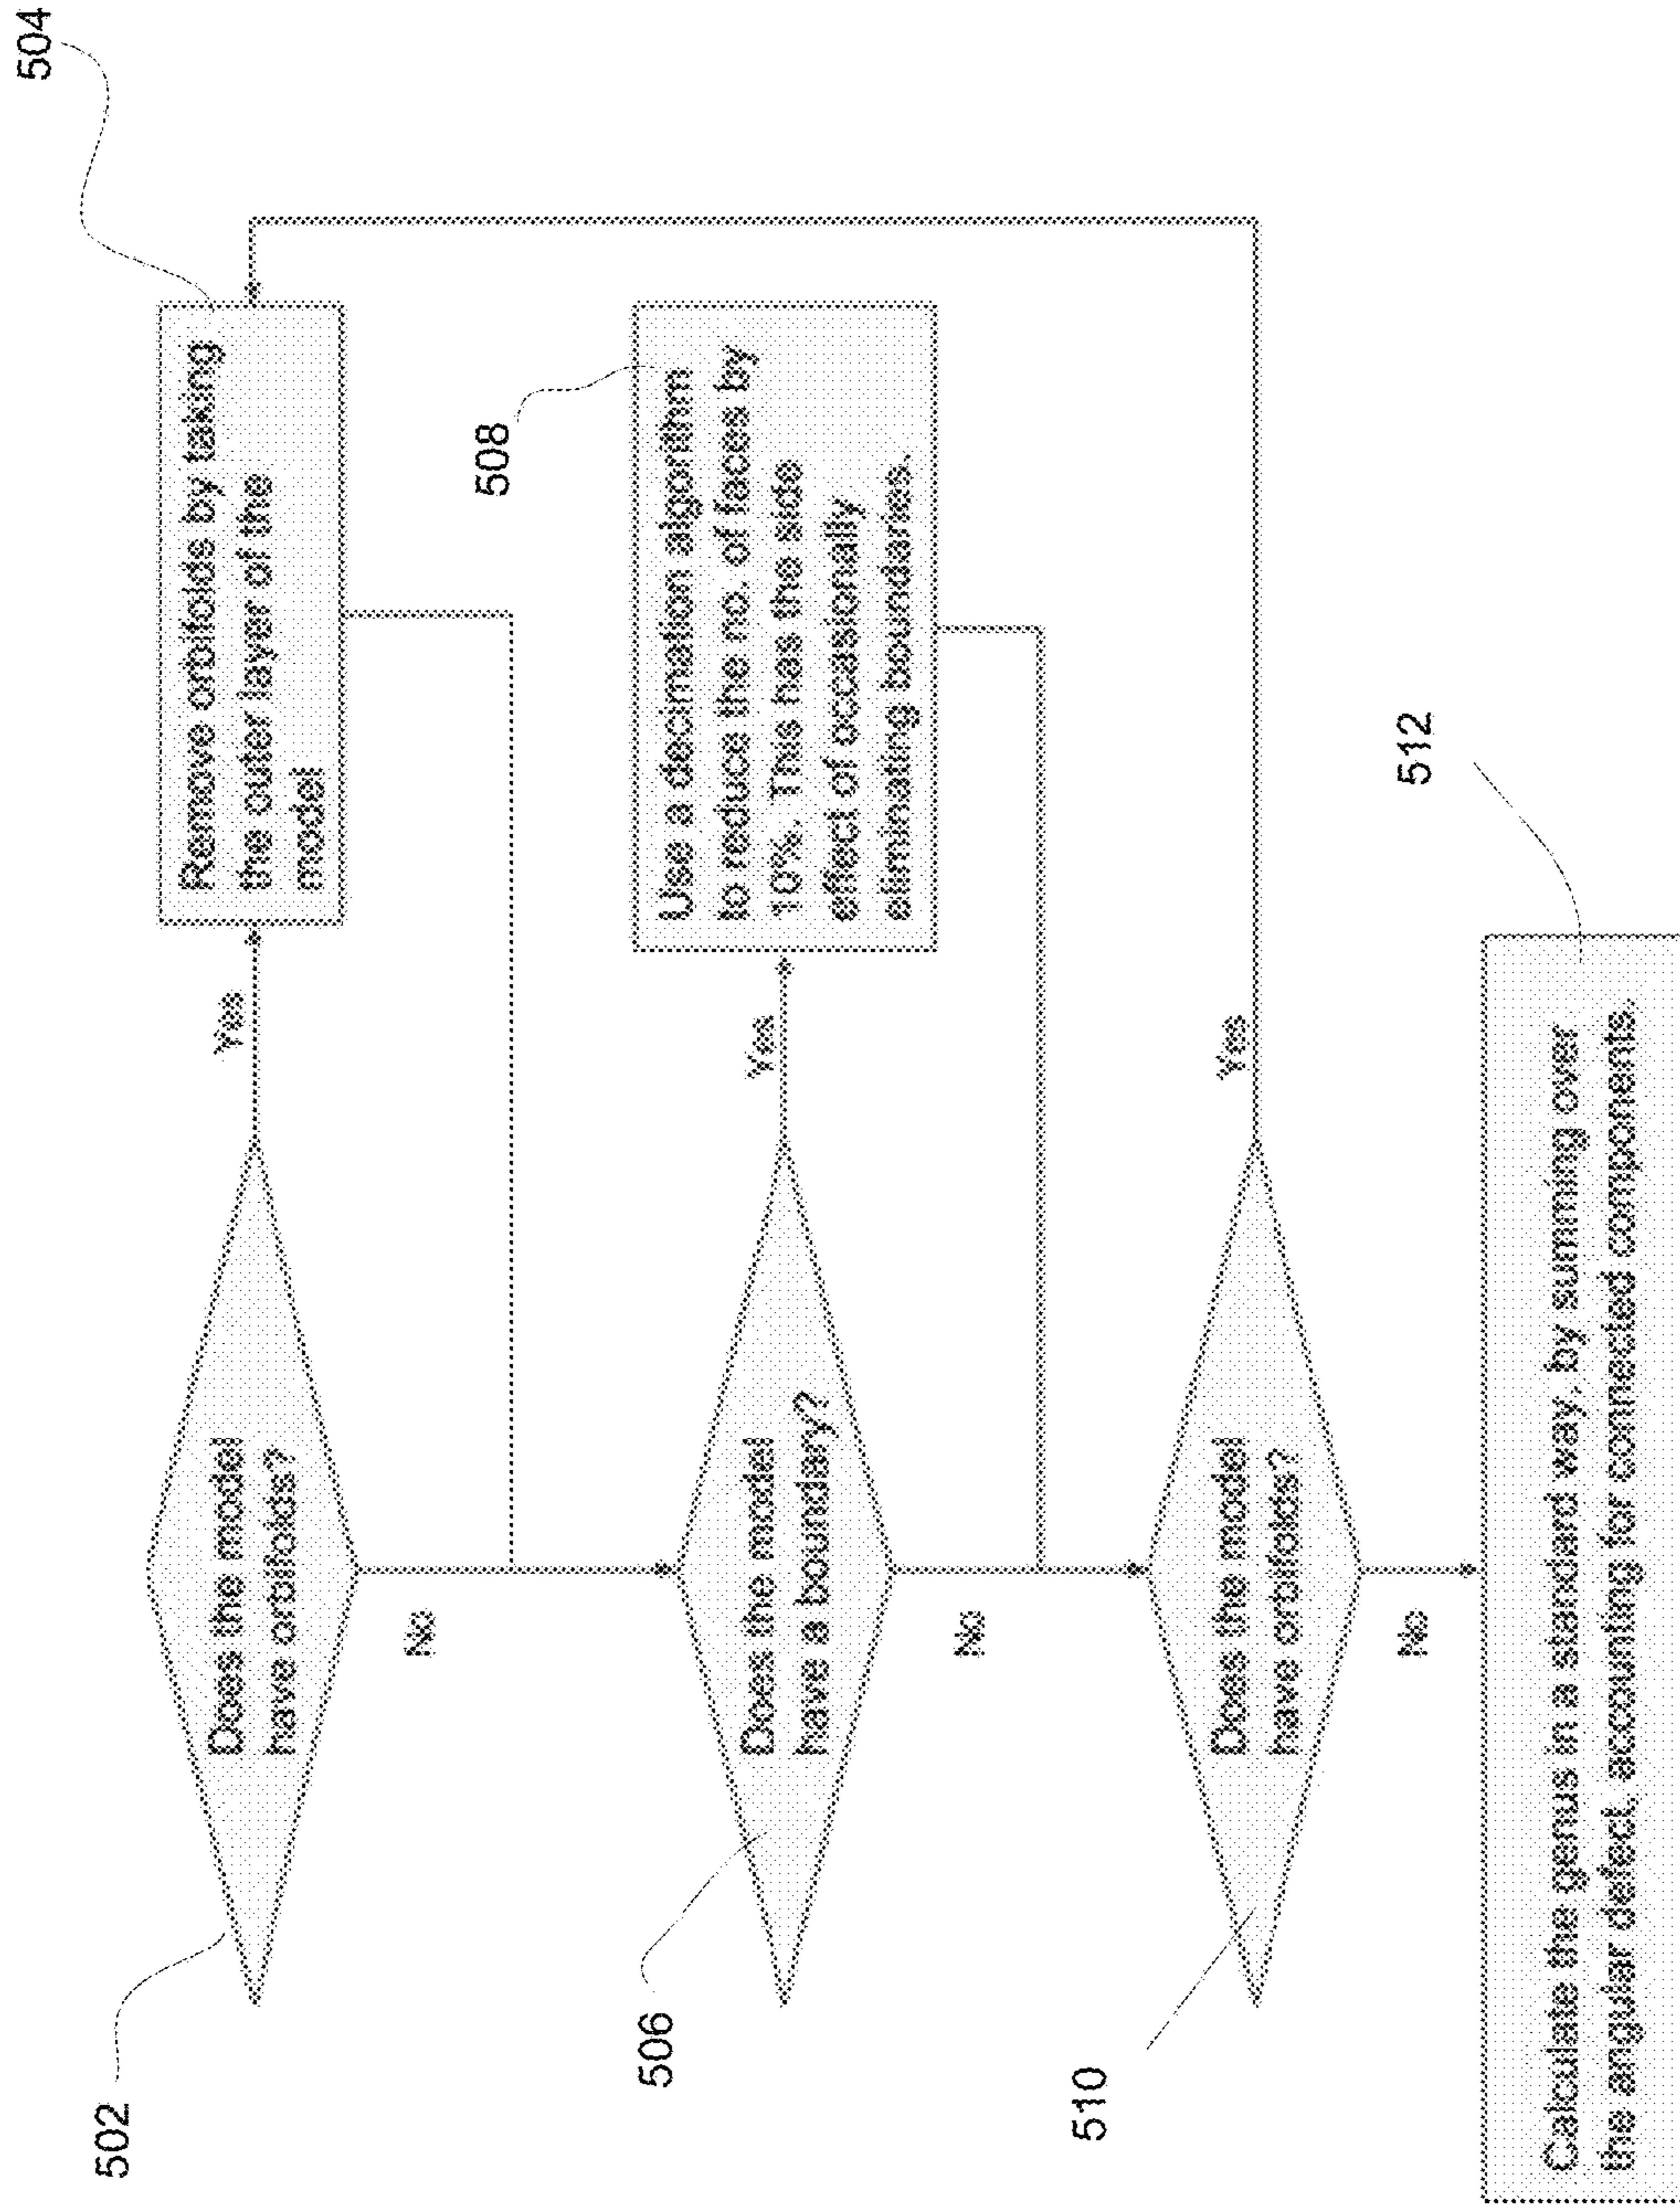 504
502
Does the model
have orbifolds?
Yes
Remove orbifolds by taking
the outer layer of the
model
No
508
506
Does the model
have a boundary?
Yes
Use a decimation algorithm
to reduce the no. of faces by
10%. This has the side
effect of occasionally
eliminating boundaries.
No
510
Does the model
have orbifolds?
Yes
No
512
Calculate the genus in a standard way, by summing over
the angular defect, accounting for connected components.